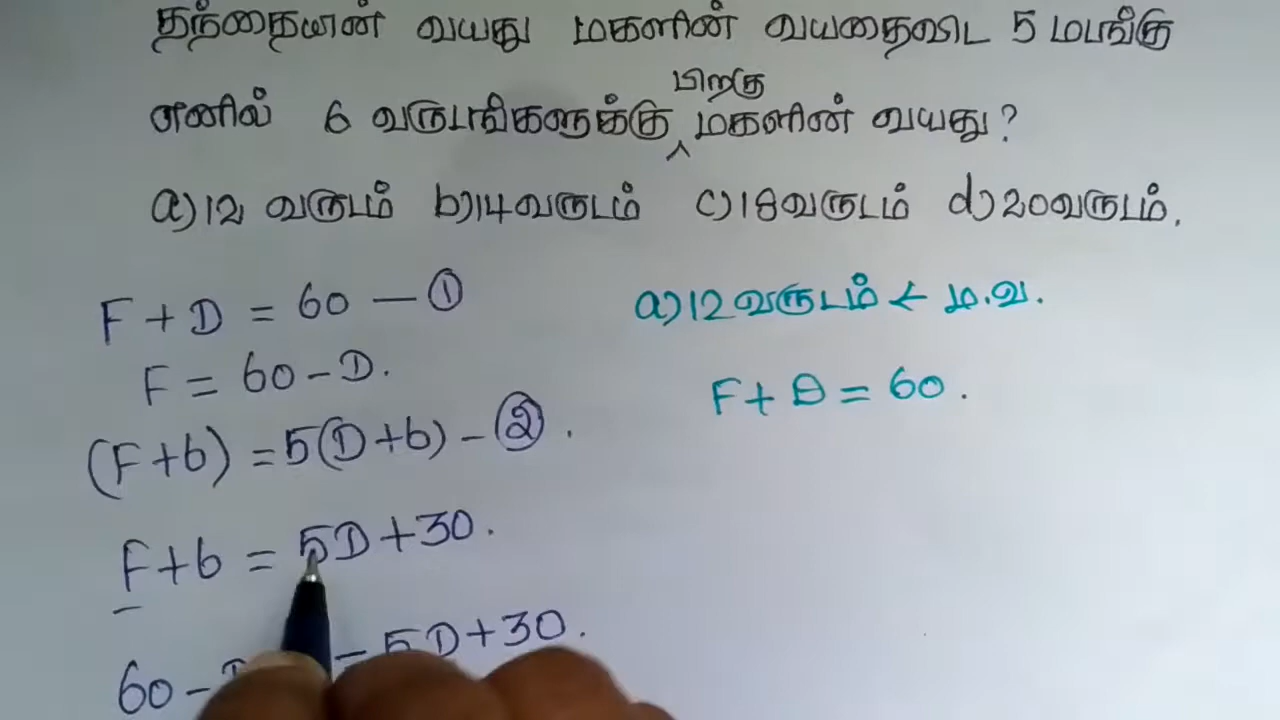 தந்தையின் வயது மகளின் வயதைவிட 5 மடங்கு
பிறகு
எனில் 6 வருடங்களுக்கு ^ மகளின் வயது?
a) 12 வருடம் b) 14 வருடம் c) 18 வருடம் d) 20 வருடம்.
F + D = 60 — ①
F = 60 - D.
(F+6) = 5(D+6) - ② .
F+6 = 5D+30.
60 - = 5D+30.
a) 12 வருடம் < ம.வ.
F + D = 60 .